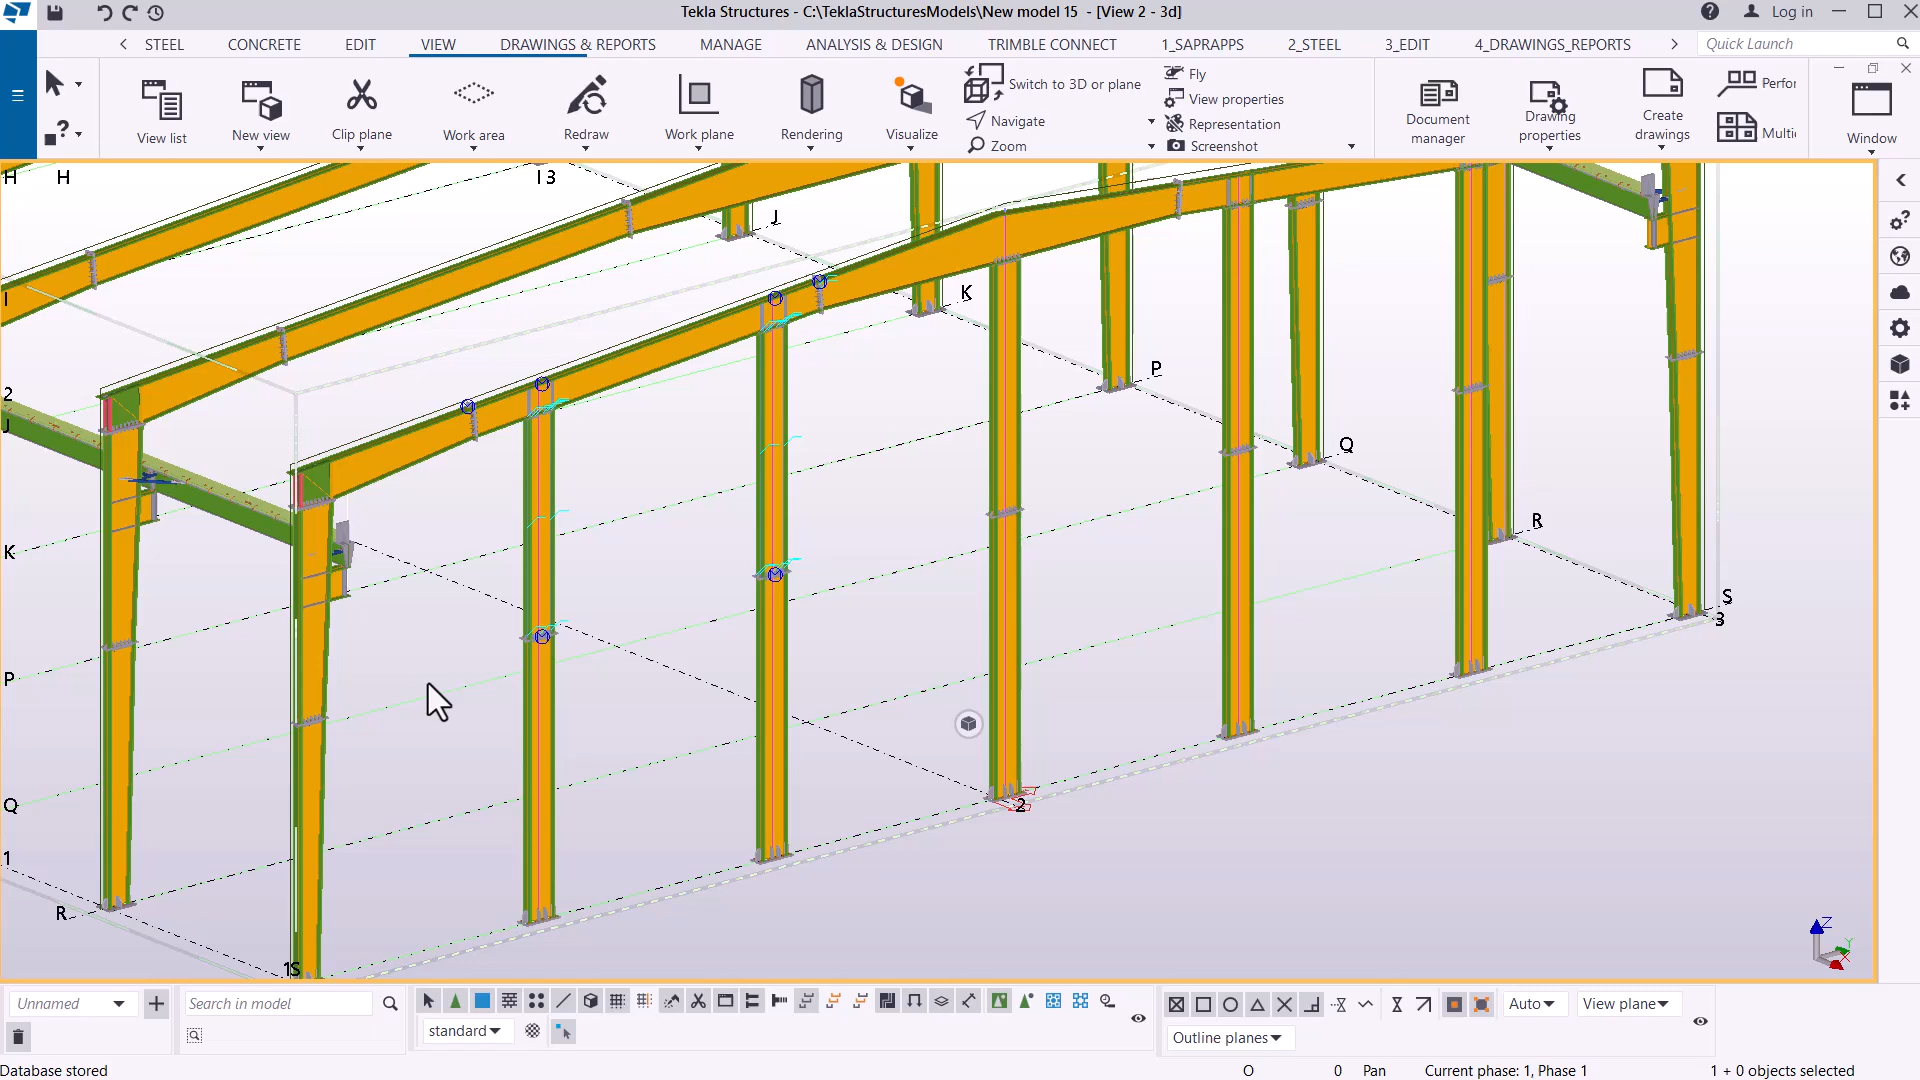 Tekla Structures - C:\TeklaStructuresModels\New model 15 - [View 2 - 3d]
Log in
STEEL CONCRETE EDIT VIEW DRAWINGS & REPORTS MANAGE ANALYSIS & DESIGN TRIMBLE CONNECT 1_SAPRAPPS 2_STEEL 3_EDIT 4_DRAWINGS_REPORTS
Quick Launch
View list
New view
Clip plane
Work area
Redraw
Work plane
Rendering
Visualize
Switch to 3D or plane
Navigate
Zoom
Fly
View properties
Representation
Screenshot
Document manager
Drawing properties
Create drawings
Perfor
Multi
Window
H H I 3
J
I
K
P
2
J
Q
K
R
S
3
P
2
Q
1
R
1S
Z
Y
X
Unnamed
Search in model
standard
Auto
View plane
Outline planes
Database stored
O 0 Pan Current phase: 1, Phase 1 1 + 0 objects selected